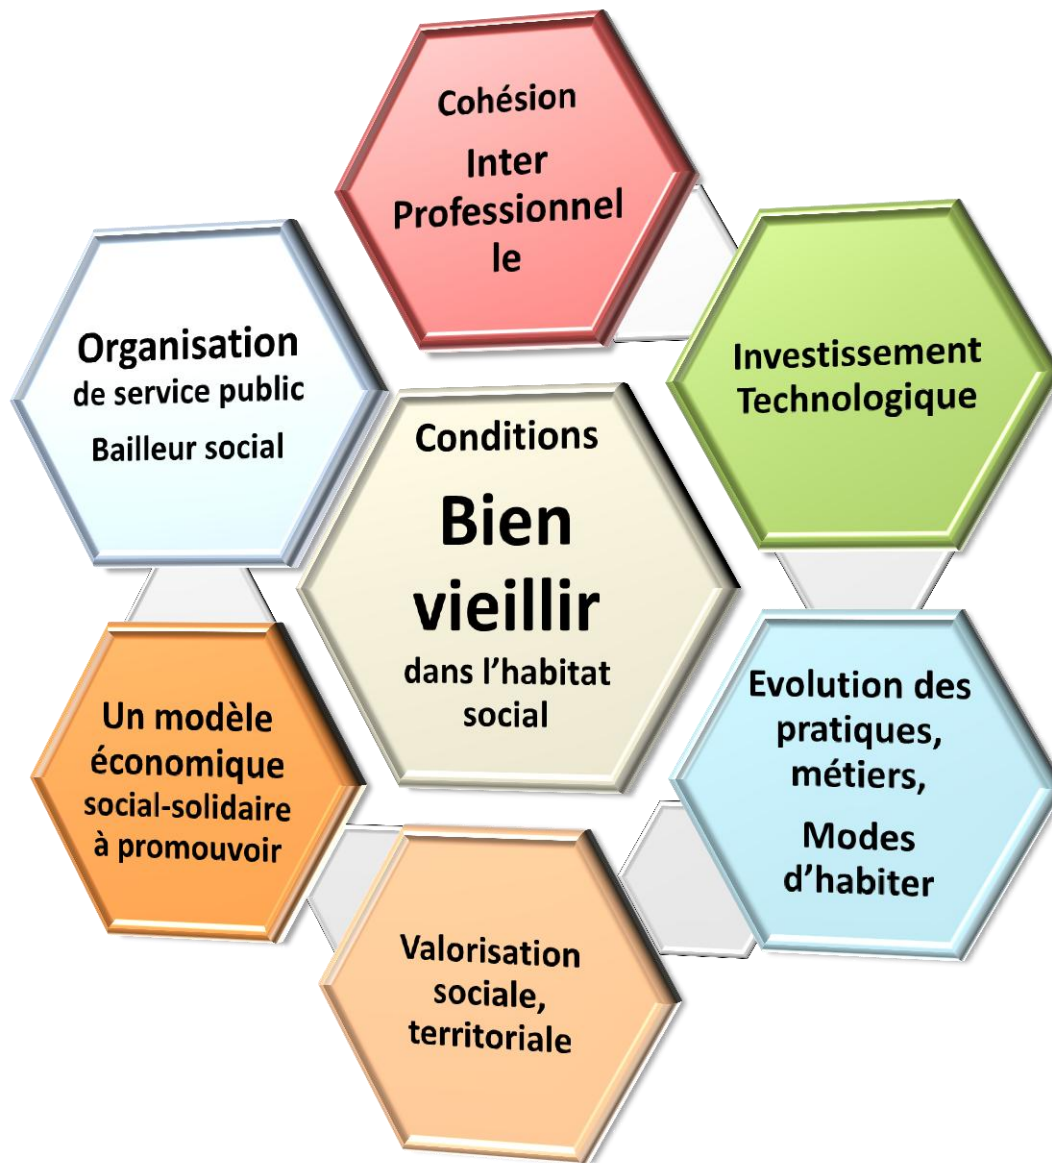 Cohésion
Inter
Professionnel
le
Investissement
Technologique
Evolution des
pratiques,
métiers,
Modes
d'habiter
Valorisation
sociale,
territoriale
Un modèle
économique
social-solidaire
à promouvoir
Organisation
de service public
Bailleur social
Conditions
Bien
vieillir
dans l'habitat
social